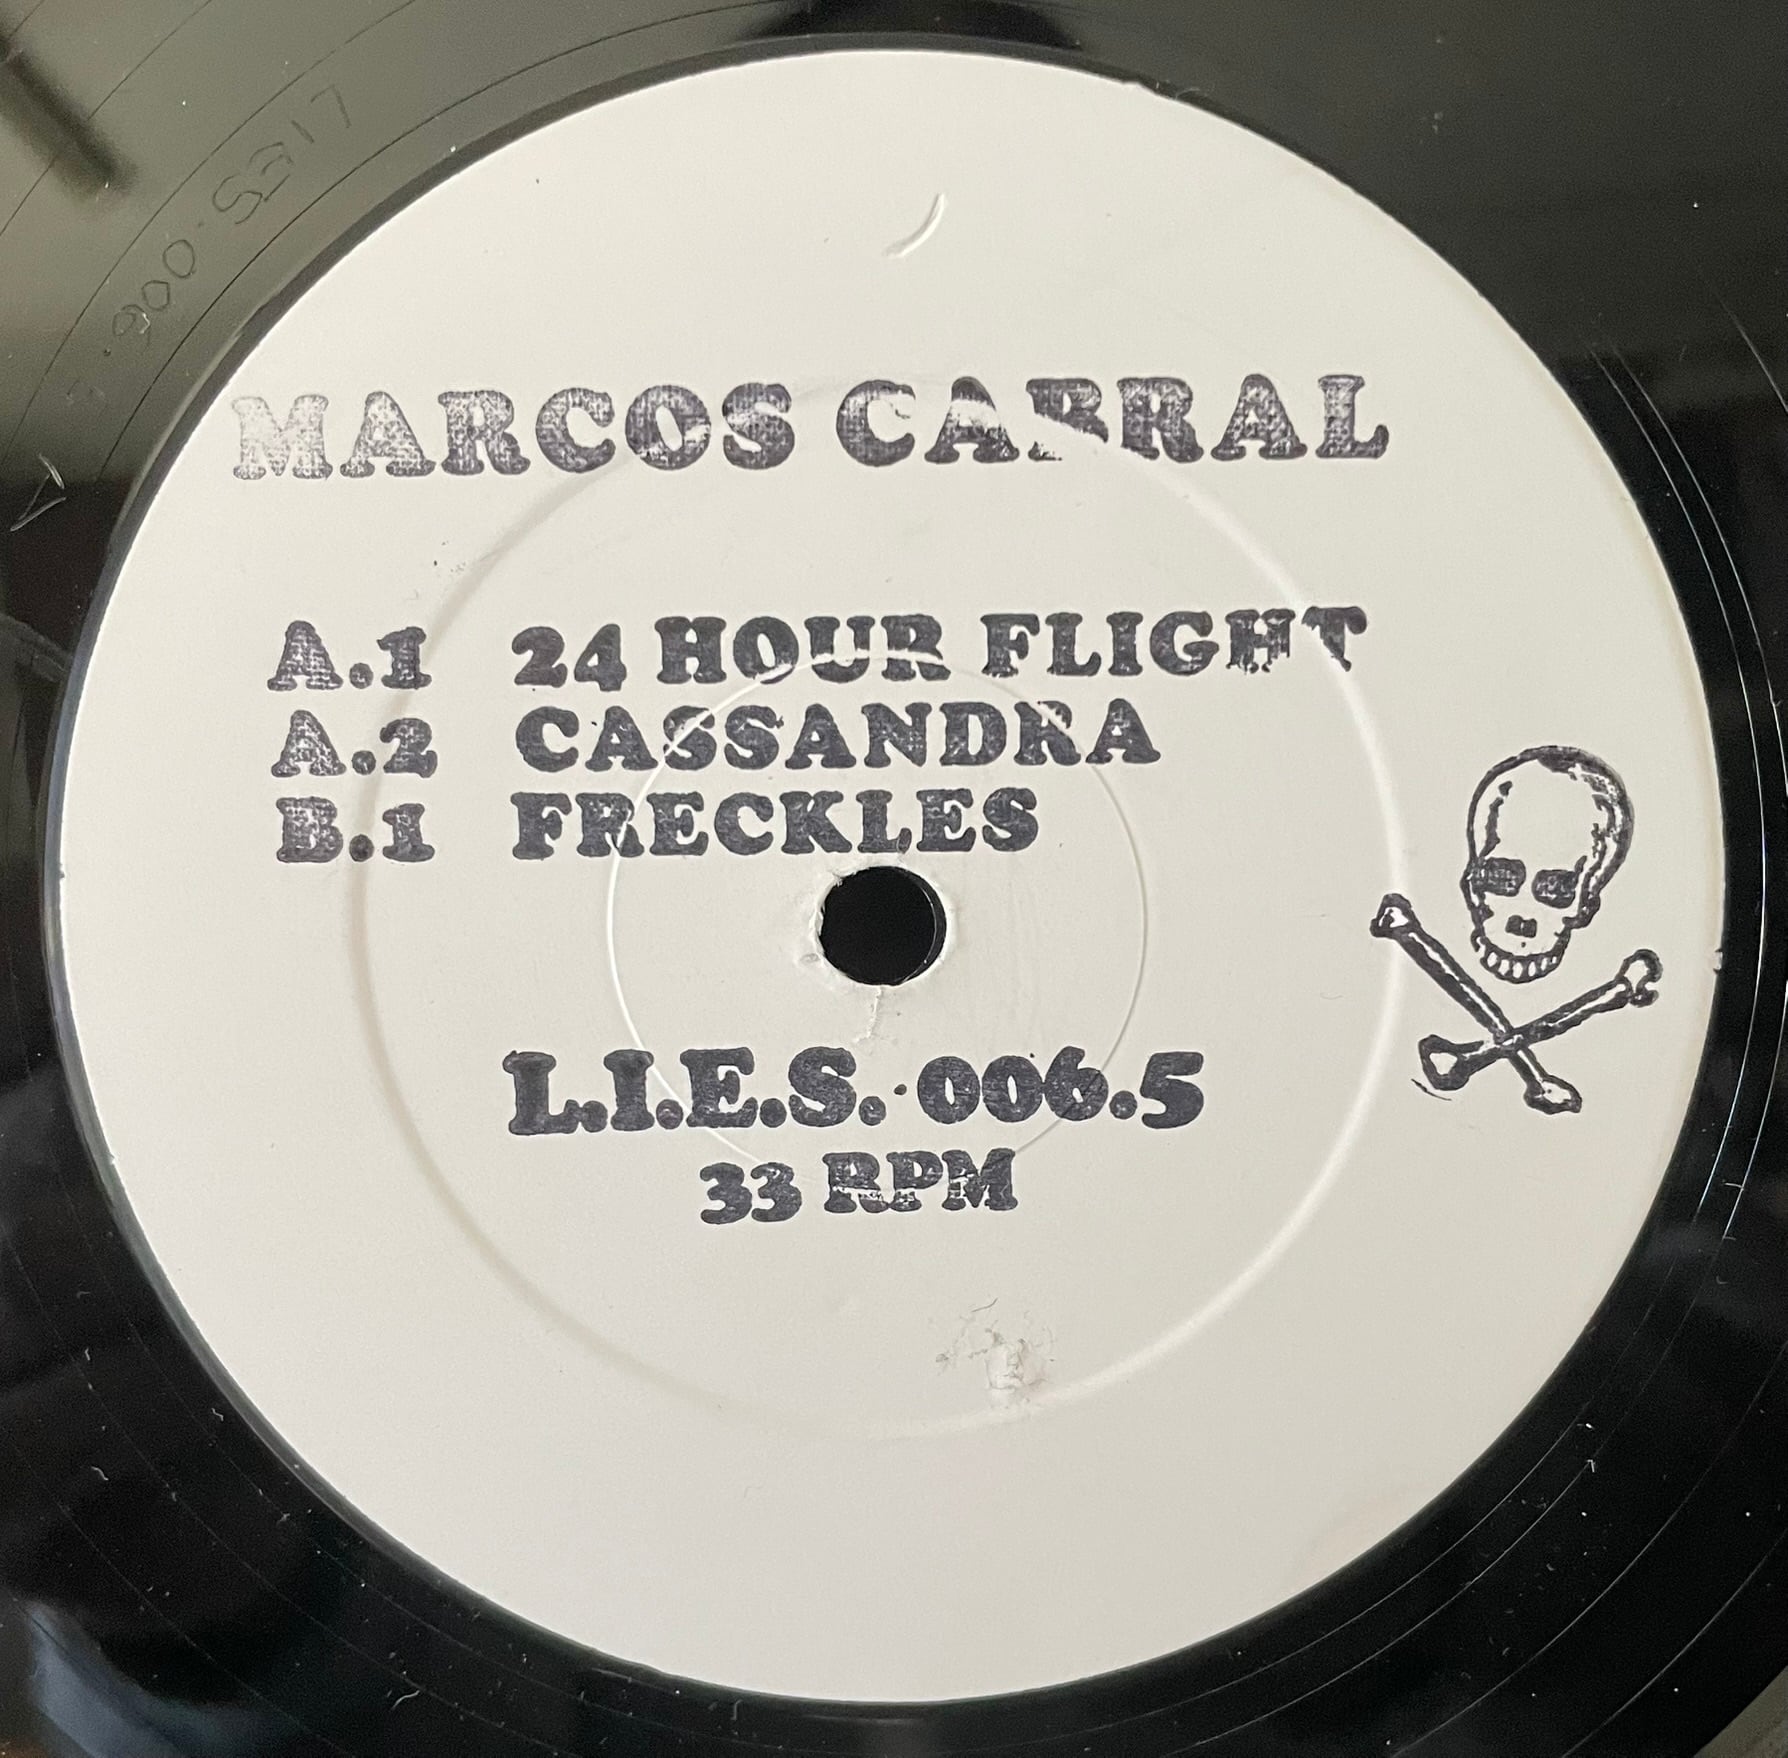 MARCOS CABRAL
A.1 24 HOUR FLIGHT
A.2 CASSANDRA
B.1 FRECKLES
L.I.E.S. 006.5
33 RPM